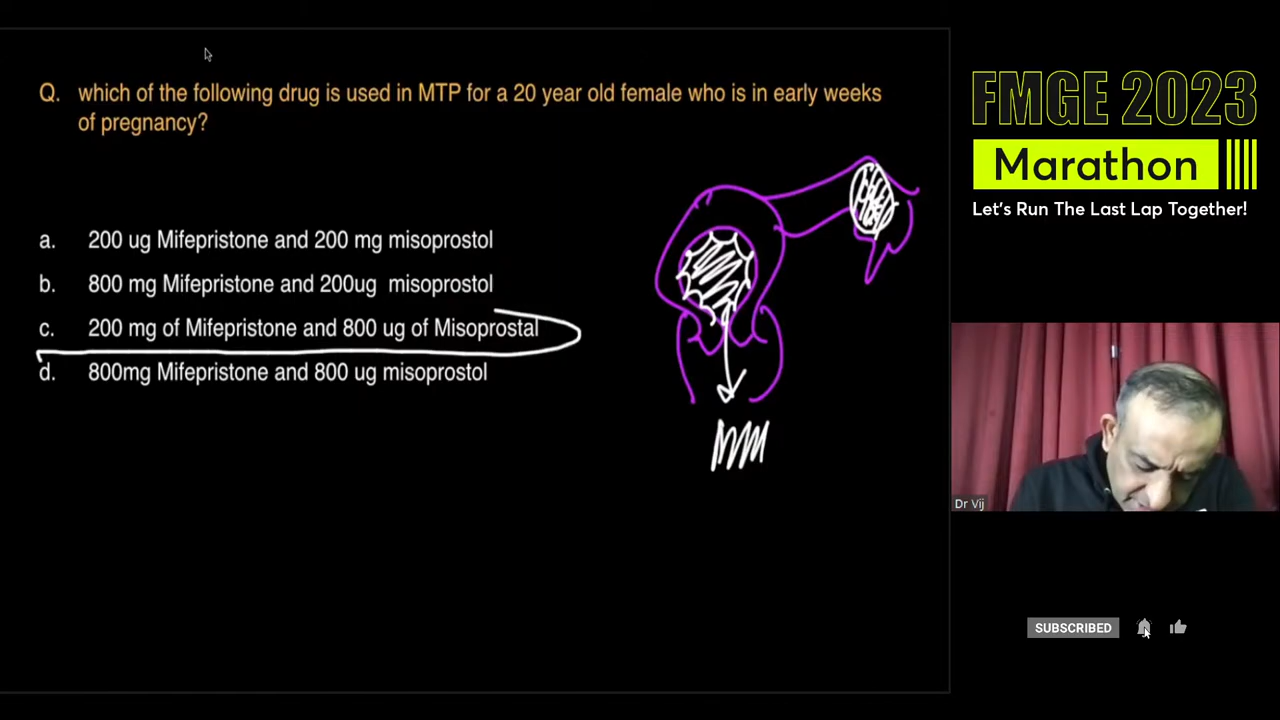 Q. which of the following drug is used in MTP for a 20 year old female who is in early weeks
of pregnancy?
a. 200 ug Mifepristone and 200 mg misoprostol
b. 800 mg Mifepristone and 200ug misoprostol
c. 200 mg of Mifepristone and 800 ug of Misoprostal
d. 800mg Mifepristone and 800 ug misoprostol
FMGE 2023
Marathon
Let's Run The Last Lap Together!
Dr Vij
SUBSCRIBED